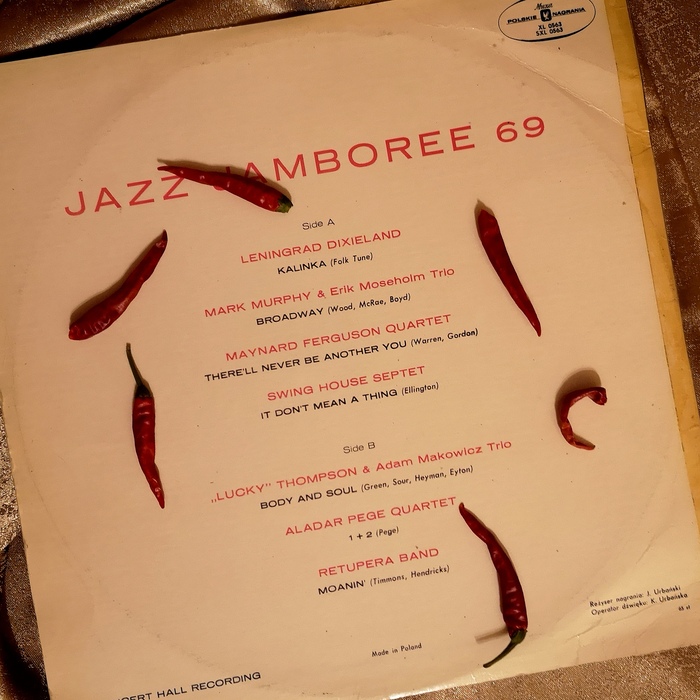 Muza
POLSKIE NAGRANIA
XL 0563
SXL 0563
JAZZ JAMBOREE 69
Side A
LENINGRAD DIXIELAND
KALINKA (Folk Tune)
MARK MURPHY & Erik Moseholm Trio
BROADWAY (Wood, McRae, Boyd)
MAYNARD FERGUSON QUARTET
THERE'LL NEVER BE ANOTHER YOU (Warren, Gordon)
SWING HOUSE SEPTET
IT DON'T MEAN A THING (Ellington)
Side B
„LUCKY" THOMPSON & Adam Makowicz Trio
BODY AND SOUL (Green, Sour, Heyman, Eyton)
ALADAR PEGE QUARTET
1 + 2 (Pege)
RETUPERA BAND
MOANIN' (Timmons, Hendricks)
Reżyser nagrania: J. Urbański
Operator dźwięku: K. Urbańska
Made in Poland
HALL RECORDING